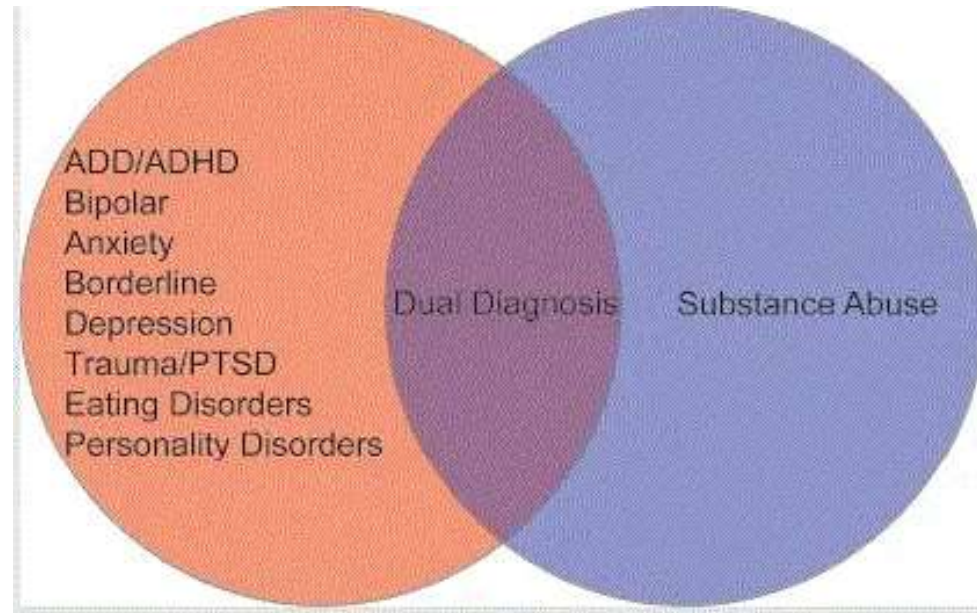 ADD/ADHD
Bipolar
Anxiety
Borderline
Depression
Trauma/PTSD
Eating Disorders
Personality Disorders
Dual Diagnosis
Substance Abuse